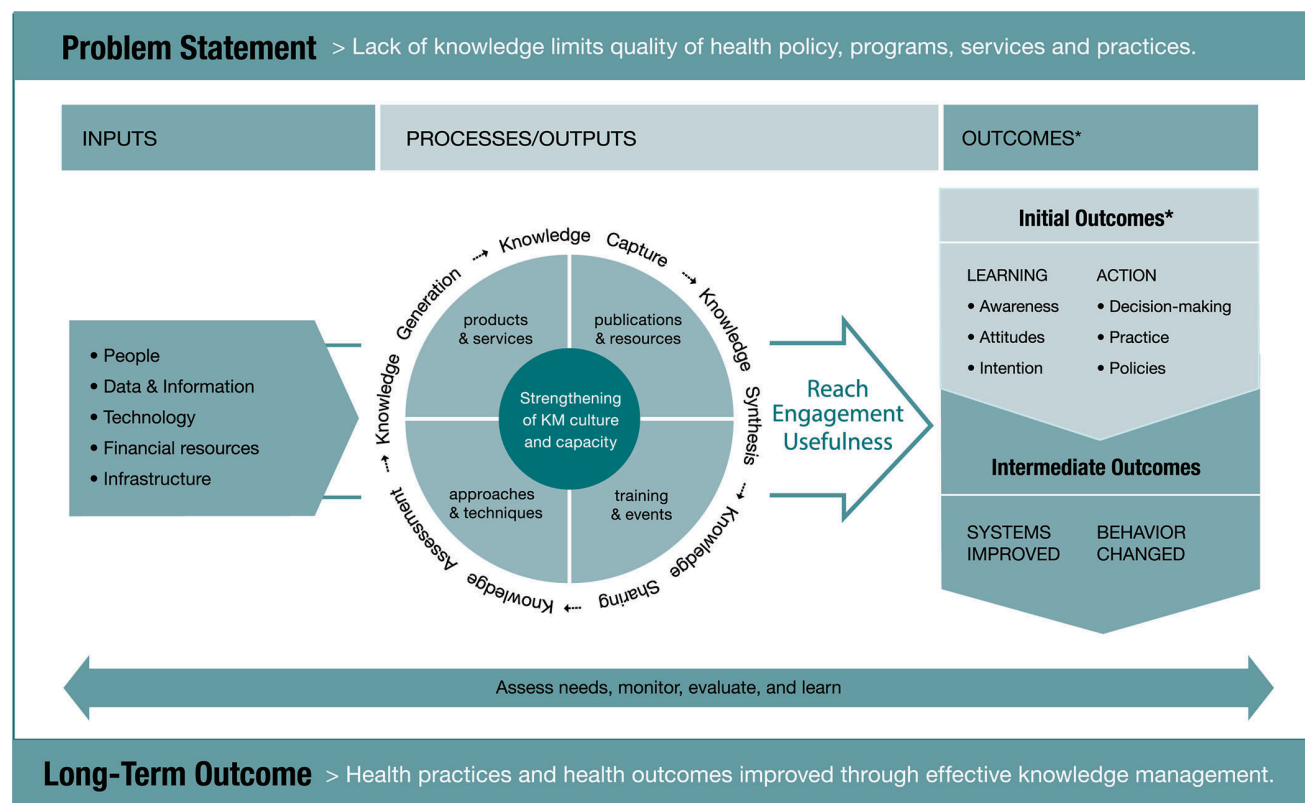 Problem Statement > Lack of knowledge limits quality of health policy, programs, services and practices.
INPUTS
PROCESSES/OUTPUTS
OUTCOMES*
• People
• Data & Information
• Technology
• Financial resources
• Infrastructure
Knowledge Generation ⇢ Knowledge Capture ⇢ Knowledge Synthesis ⇢ Knowledge Sharing ⇢ Knowledge Assessment ⇢
products
& services
publications
& resources
Strengthening
of KM culture
and capacity
approaches
& techniques
training
& events
Reach
Engagement
Usefulness
Initial Outcomes*
LEARNING
• Awareness
• Attitudes
• Intention
ACTION
• Decision-making
• Practice
• Policies
Intermediate Outcomes
SYSTEMS
IMPROVED
BEHAVIOR
CHANGED
Assess needs, monitor, evaluate, and learn
Long-Term Outcome > Health practices and health outcomes improved through effective knowledge management.